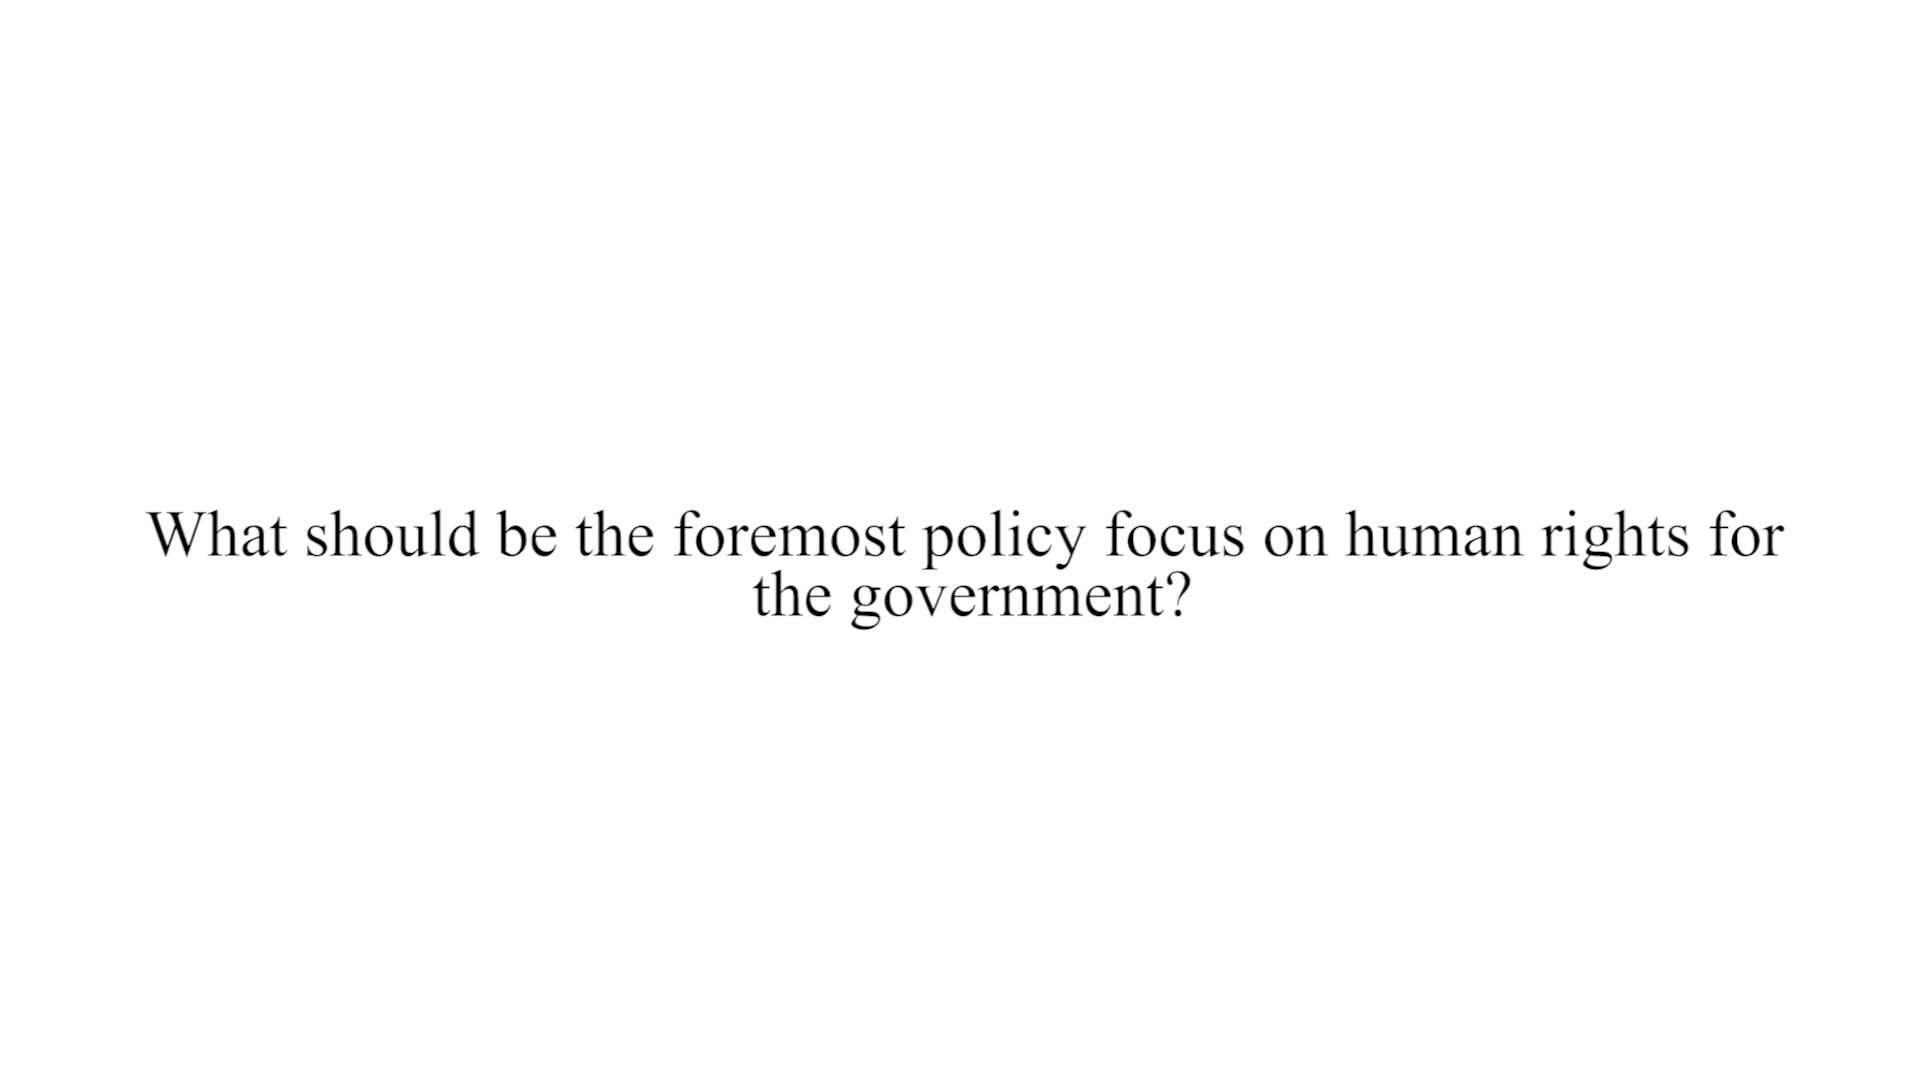 What should be the foremost policy focus on human rights for
the government?